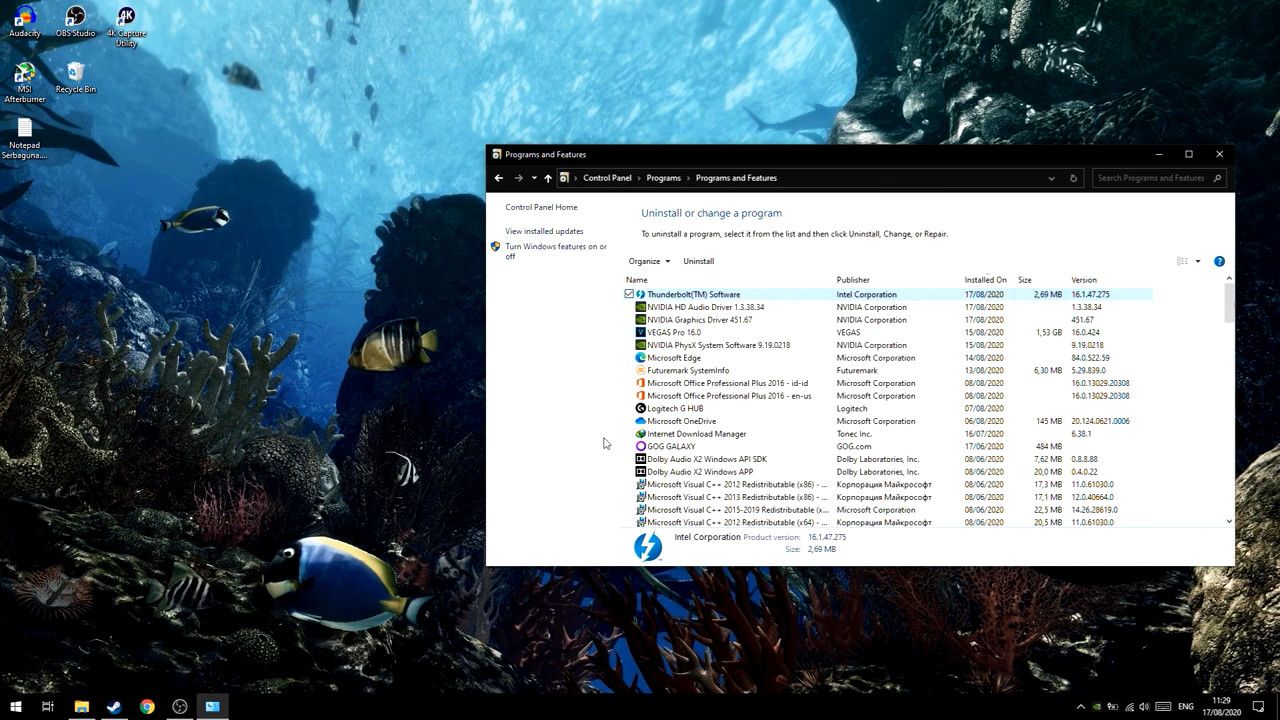 Audacity
OBS Studio
4K Capture
Utility
MSI
Afterburner
Recycle Bin
Notepad
Serbaguna....
Programs and Features
Control Panel > Programs > Programs and Features
Search Programs and Features
Control Panel Home
View installed updates
Turn Windows features on or
off
Uninstall or change a program
To uninstall a program, select it from the list and then click Uninstall, Change, or Repair.
Organize Uninstall
Name Publisher Installed On Size Version
Thunderbolt(TM) Software Intel Corporation 17/08/2020 2,69 MB 16.1.47.275
NVIDIA HD Audio Driver 1.3.38.34 NVIDIA Corporation 17/08/2020 1.3.38.34
NVIDIA Graphics Driver 451.67 NVIDIA Corporation 17/08/2020 451.67
VEGAS Pro 16.0 VEGAS 15/08/2020 1,53 GB 16.0.424
NVIDIA PhysX System Software 9.19.0218 NVIDIA Corporation 15/08/2020 9.19.0218
Microsoft Edge Microsoft Corporation 14/08/2020 84.0.522.59
Futuremark SystemInfo Futuremark 13/08/2020 6,30 MB 5.29.839.0
Microsoft Office Professional Plus 2016 - id-id Microsoft Corporation 08/08/2020 16.0.13029.20308
Microsoft Office Professional Plus 2016 - en-us Microsoft Corporation 08/08/2020 16.0.13029.20308
Logitech G HUB Logitech 07/08/2020
Microsoft OneDrive Microsoft Corporation 06/08/2020 145 MB 20.124.0621.0006
Internet Download Manager Tonec Inc. 16/07/2020 6.38.1
GOG GALAXY GOG.com 17/06/2020 484 MB
Dolby Audio X2 Windows API SDK Dolby Laboratories, Inc. 08/06/2020 7,62 MB 0.8.8.88
Dolby Audio X2 Windows APP Dolby Laboratories, Inc. 08/06/2020 20,0 MB 0.4.0.22
Microsoft Visual C++ 2012 Redistributable (x86) - ... Корпорация Майкрософт 08/06/2020 17,3 MB 11.0.61030.0
Microsoft Visual C++ 2013 Redistributable (x86) - ... Корпорация Майкрософт 08/06/2020 17,1 MB 12.0.40664.0
Microsoft Visual C++ 2015-2019 Redistributable (x... Microsoft Corporation 08/06/2020 22,5 MB 14.26.28619.0
Microsoft Visual C++ 2012 Redistributable (x64) - ... Корпорация Майкрософт 08/06/2020 20,5 MB 11.0.61030.0
Intel Corporation Product version: 16.1.47.275
Size: 2,69 MB
ENG
11:29
17/08/2020